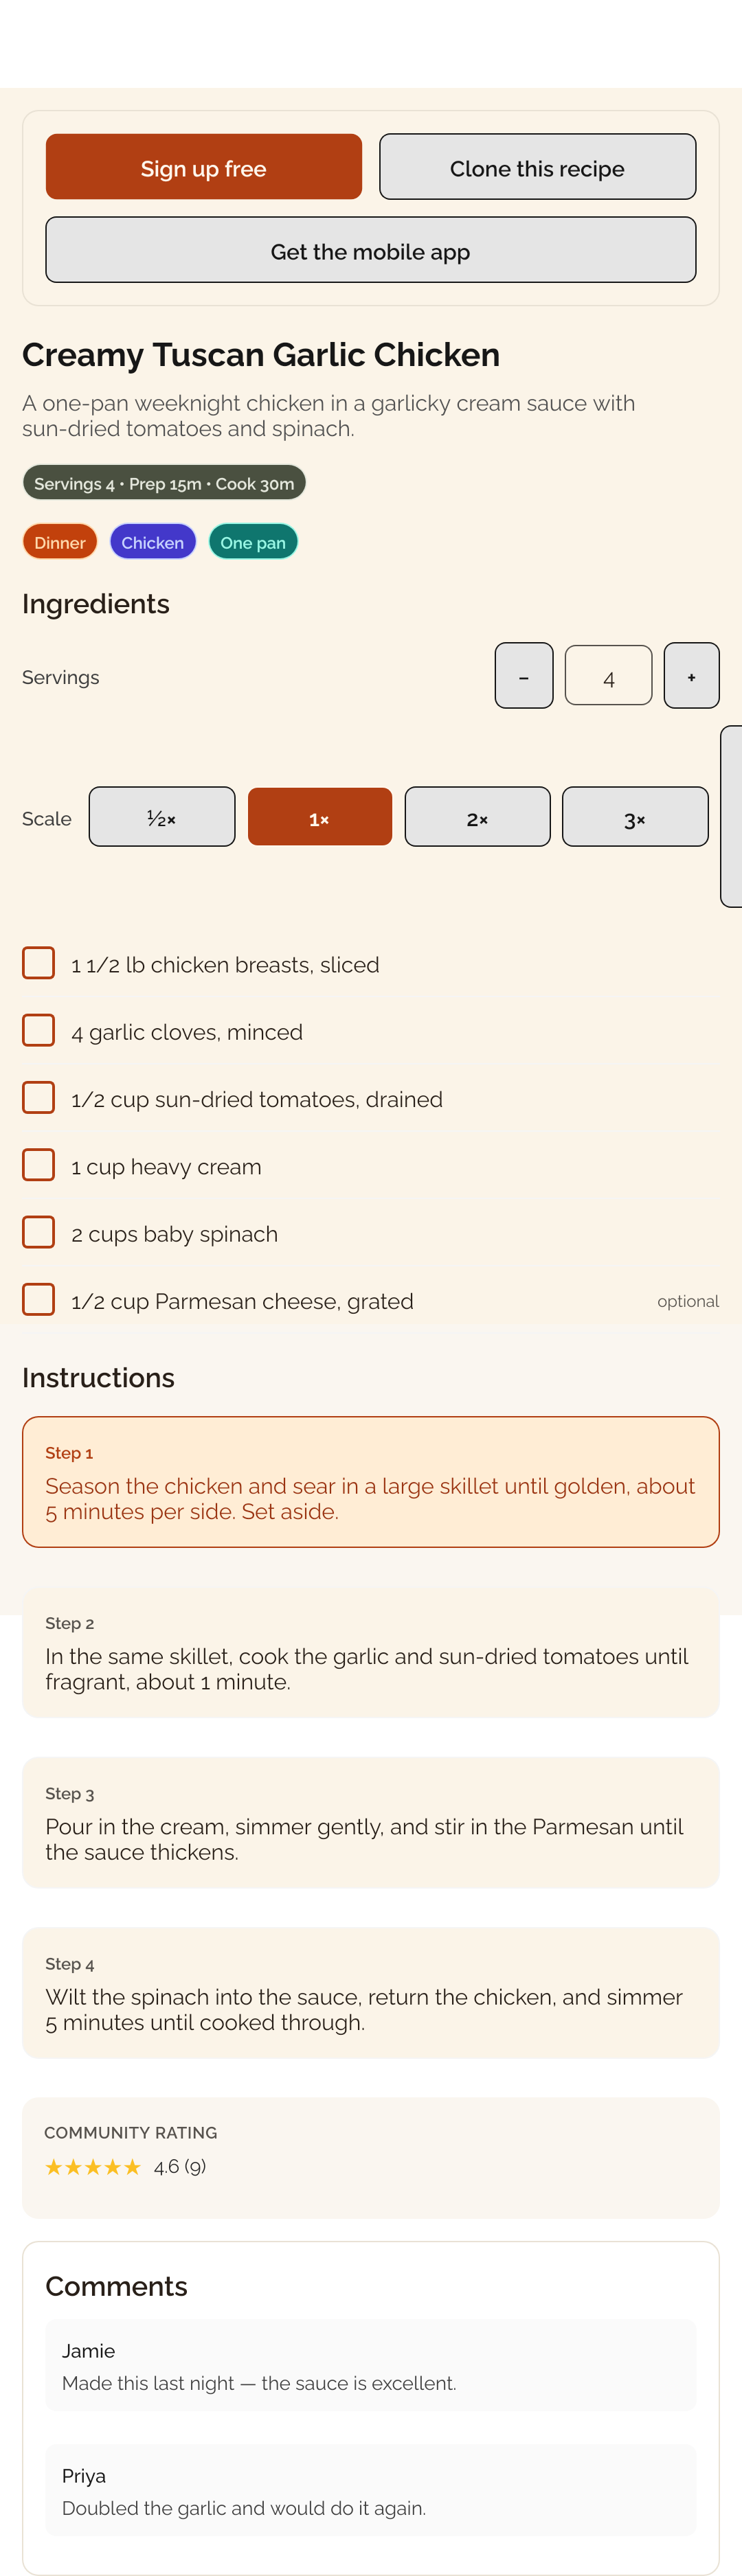 Sign up free
Clone this recipe
Get the mobile app
Creamy Tuscan Garlic Chicken
A one-pan weeknight chicken in a garlicky cream sauce with
sun-dried tomatoes and spinach.
Servings 4 • Prep 15m • Cook 30m
Dinner Chicken One pan
Ingredients
Servings − 4 +
Scale ½× 1× 2× 3×
1 1/2 lb chicken breasts, sliced
4 garlic cloves, minced
1/2 cup sun-dried tomatoes, drained
1 cup heavy cream
2 cups baby spinach
1/2 cup Parmesan cheese, grated optional
Instructions
Step 1
Season the chicken and sear in a large skillet until golden, about
5 minutes per side. Set aside.
Step 2
In the same skillet, cook the garlic and sun-dried tomatoes until
fragrant, about 1 minute.
Step 3
Pour in the cream, simmer gently, and stir in the Parmesan until
the sauce thickens.
Step 4
Wilt the spinach into the sauce, return the chicken, and simmer
5 minutes until cooked through.
COMMUNITY RATING
★★★★★ 4.6 (9)
Comments
Jamie
Made this last night — the sauce is excellent.
Priya
Doubled the garlic and would do it again.